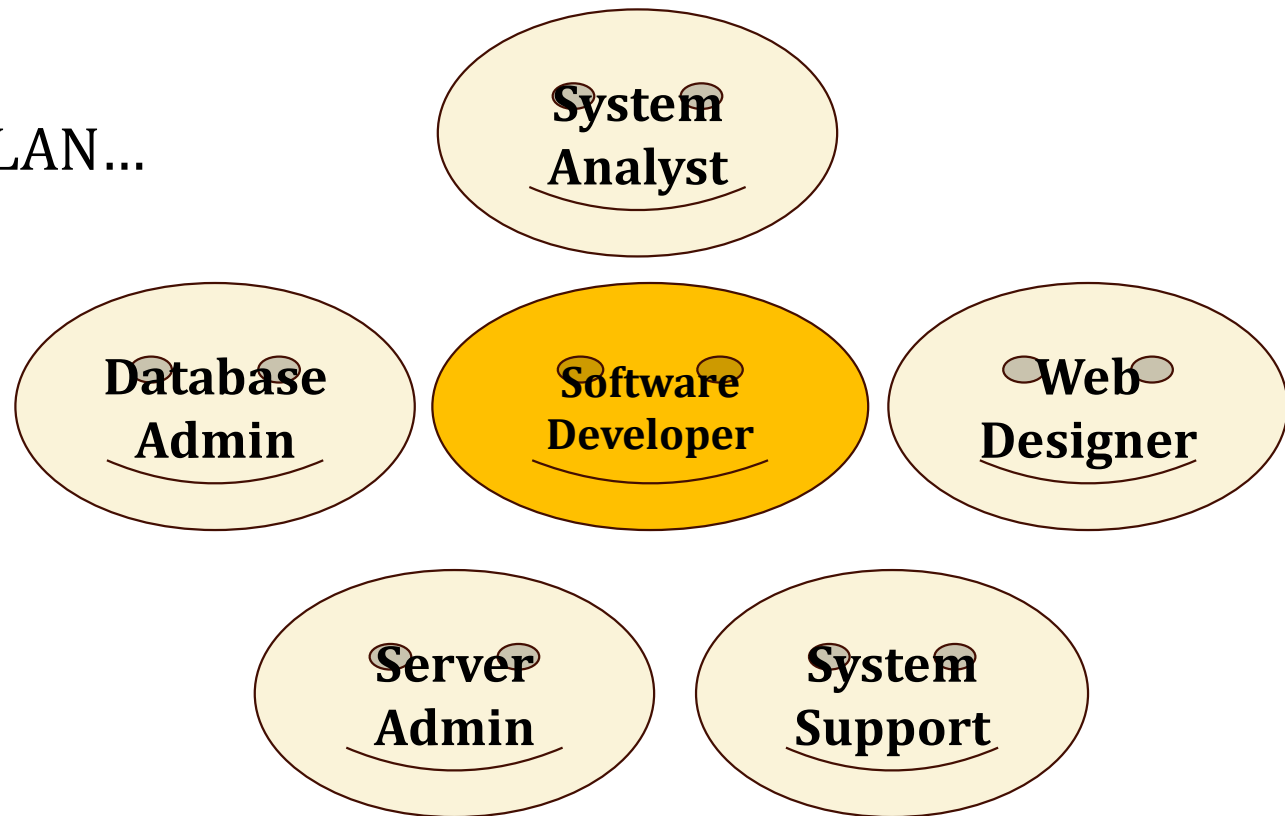 System
Analyst
LAN...
Database
Admin
Software
Developer
Web
Designer
Server
Admin
System
Support